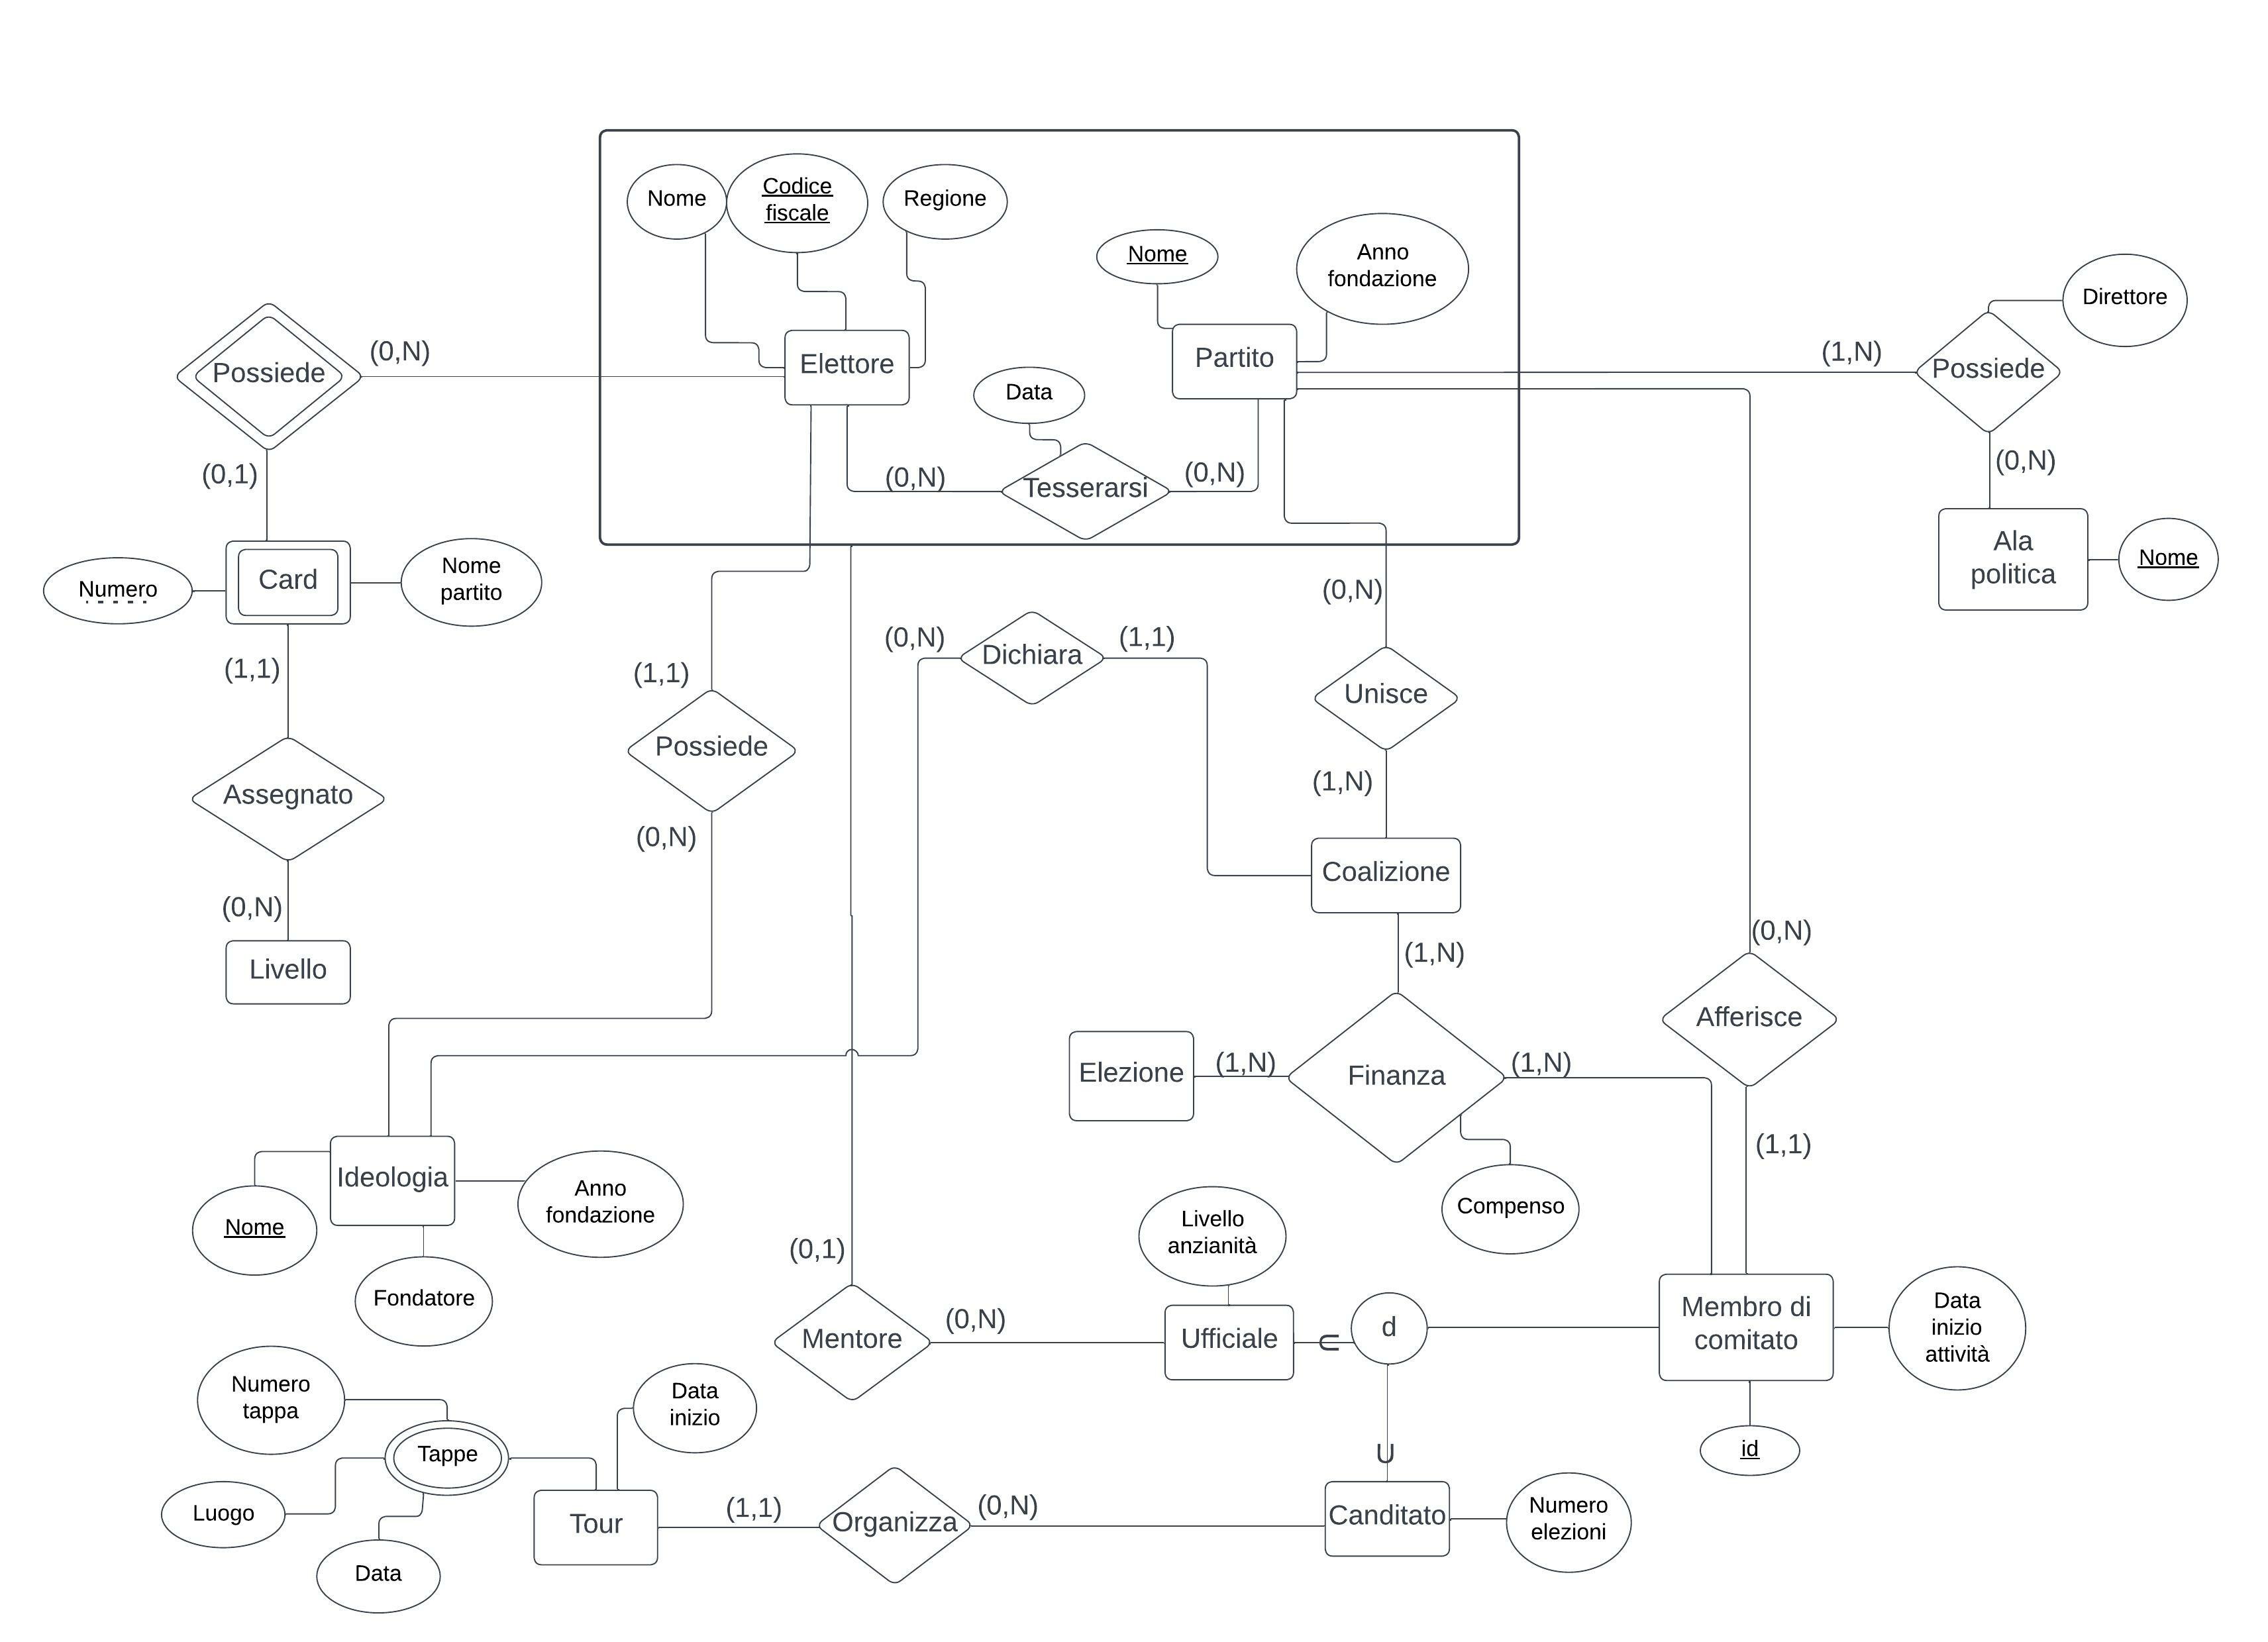 Nome
Codice
fiscale
Regione
Nome
Anno
fondazione
Direttore
Possiede
(0,N)
Elettore
Partito
(1,N)
Possiede
Data
(0,1)
(0,N)
Tesserarsi
(0,N)
(0,N)
Numero
Card
Nome
partito
Ala
politica
Nome
(0,N)
(1,1)
(1,1)
(0,N)
Dichiara
(1,1)
Unisce
Possiede
Assegnato
(1,N)
(0,N)
(0,N)
Coalizione
Livello
(1,N)
(0,N)
Afferisce
Elezione
(1,N)
Finanza
(1,N)
(1,1)
Ideologia
Anno
fondazione
Nome
Fondatore
Compenso
Livello
anzianità
(0,1)
Mentore
(0,N)
Ufficiale
⊂
d
Membro di
comitato
Data
inizio
attività
Numero
tappa
Data
inizio
Tappe
U
id
Luogo
Tour
(1,1)
Organizza
(0,N)
Canditato
Numero
elezioni
Data